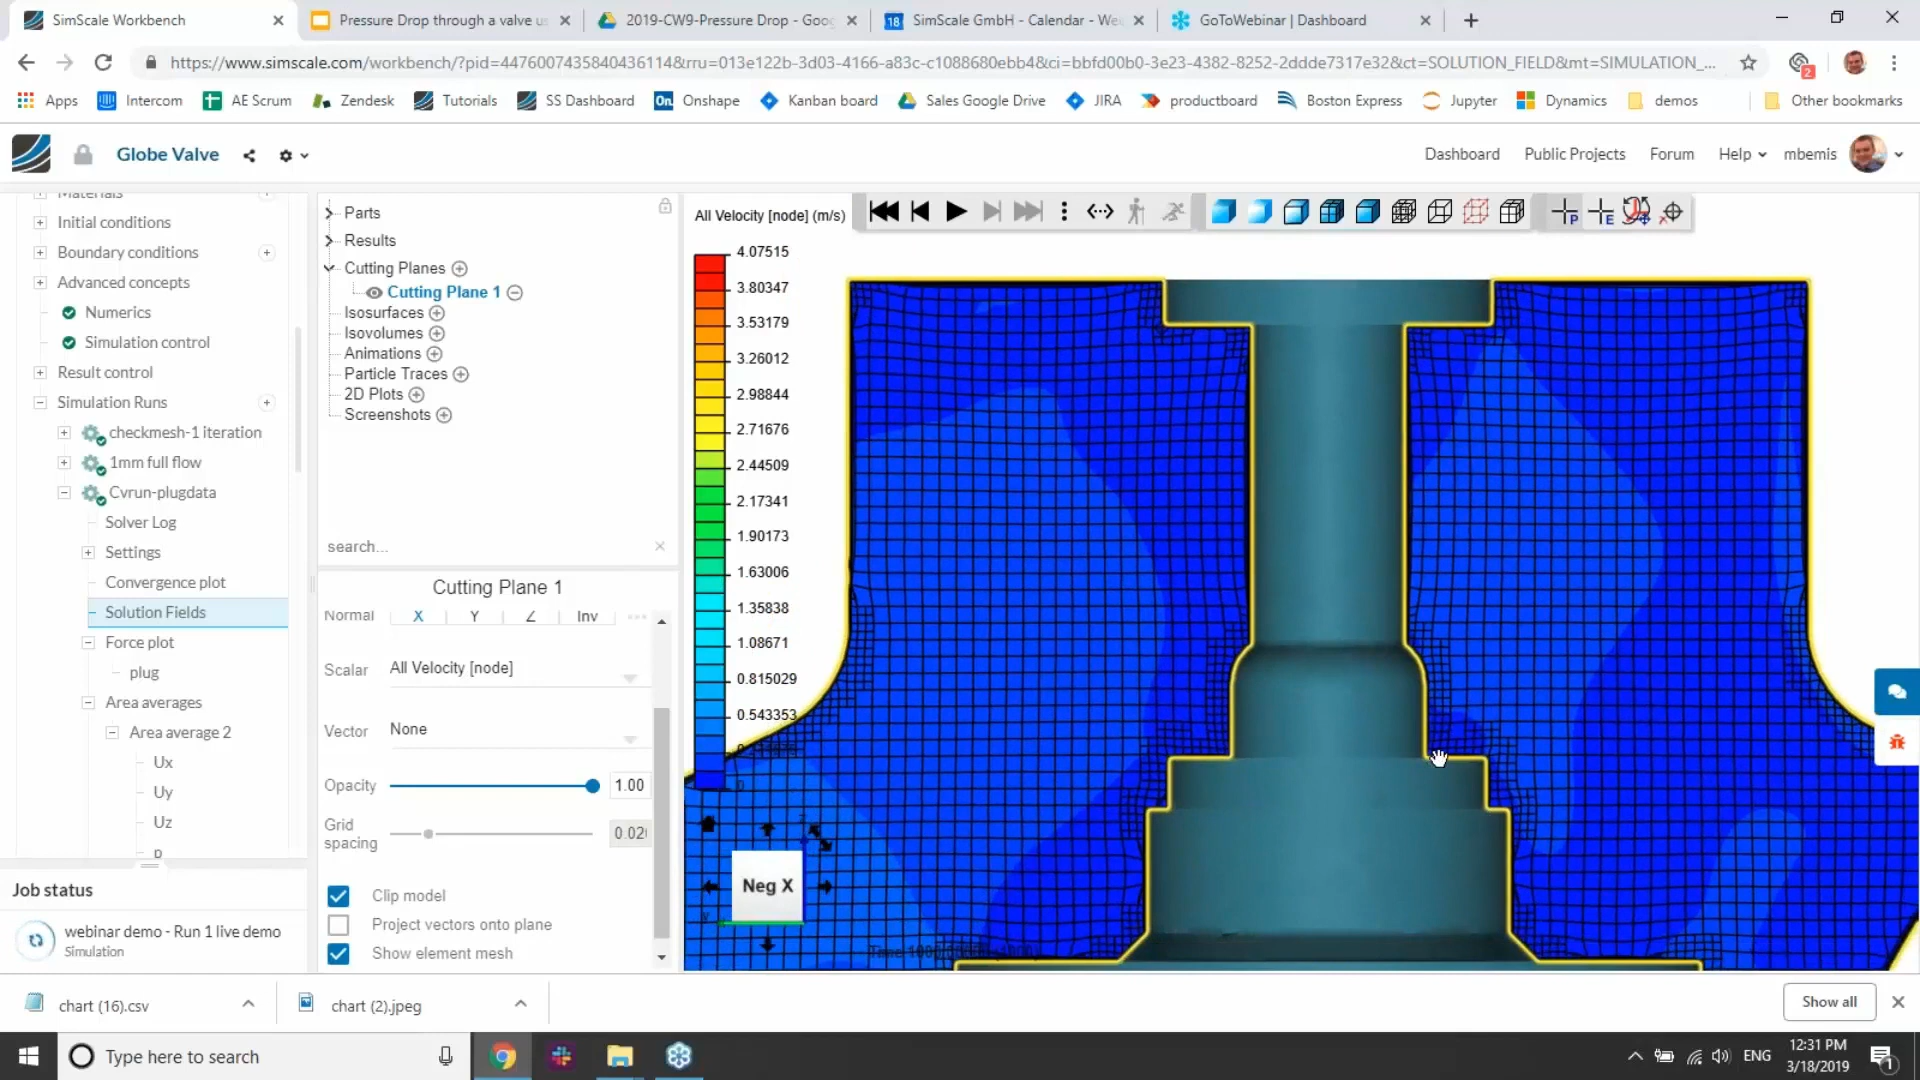 SimScale Workbench
Pressure Drop through a valve u
2019-CW9-Pressure Drop - Goo
18 SimScale GmbH - Calendar - We
GoToWebinar | Dashboard
https://www.simscale.com/workbench/?pid=4476007435840436114&rru=013e122b-3d03-4166-a83c-c1088680ebb4&ci=bbfd00b0-3e23-4382-8252-2ddde7317e32&ct=SOLUTION_FIELD&mt=SIMULATION_...
2
Apps
Intercom
AE Scrum
Zendesk
Tutorials
SS Dashboard
On Onshape
Kanban board
Sales Google Drive
JIRA
productboard
Boston Express
Jupyter
Dynamics
demos
Other bookmarks
Globe Valve
Dashboard
Public Projects
Forum
Help
mbemis
Materials
Initial conditions
Boundary conditions
Advanced concepts
Numerics
Simulation control
Result control
Simulation Runs
checkmesh-1 iteration
1mm full flow
Cvrun-plugdata
Solver Log
Settings
Convergence plot
Solution Fields
Force plot
plug
Area averages
Area average 2
Ux
Uy
Uz
p
Job status
webinar demo - Run 1 live demo
Simulation
Parts
Results
Cutting Planes
Cutting Plane 1
Isosurfaces
Isovolumes
Animations
Particle Traces
2D Plots
Screenshots
search...
Cutting Plane 1
Normal X Y Z Inv
Scalar All Velocity [node]
Vector None
Opacity 1.00
Grid spacing 0.02
Clip model
Project vectors onto plane
Show element mesh
All Velocity [node] (m/s)
P
E
4.07515
3.80347
3.53179
3.26012
2.98844
2.71676
2.44509
2.17341
1.90173
1.63006
1.35838
1.08671
0.815029
0.543353
0
Neg X
chart (16).csv
chart (2).jpeg
Show all
Type here to search
ENG
12:31 PM
3/18/2019
1